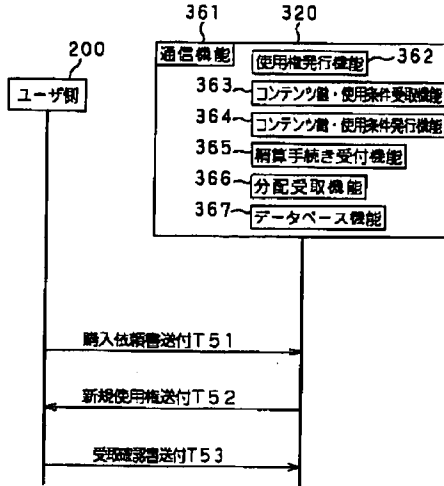 361
320
200
通信機能
使用権発行機能
362
ユーザ側
363
コンテンツ鍵・使用条件受取機能
364
コンテンツ鍵・使用条件発行機能
365
精算手続き受付機能
366
分配受取機能
367
データベース機能
購入依頼書送付T51
新規使用権送付T52
受取確認書送付T53